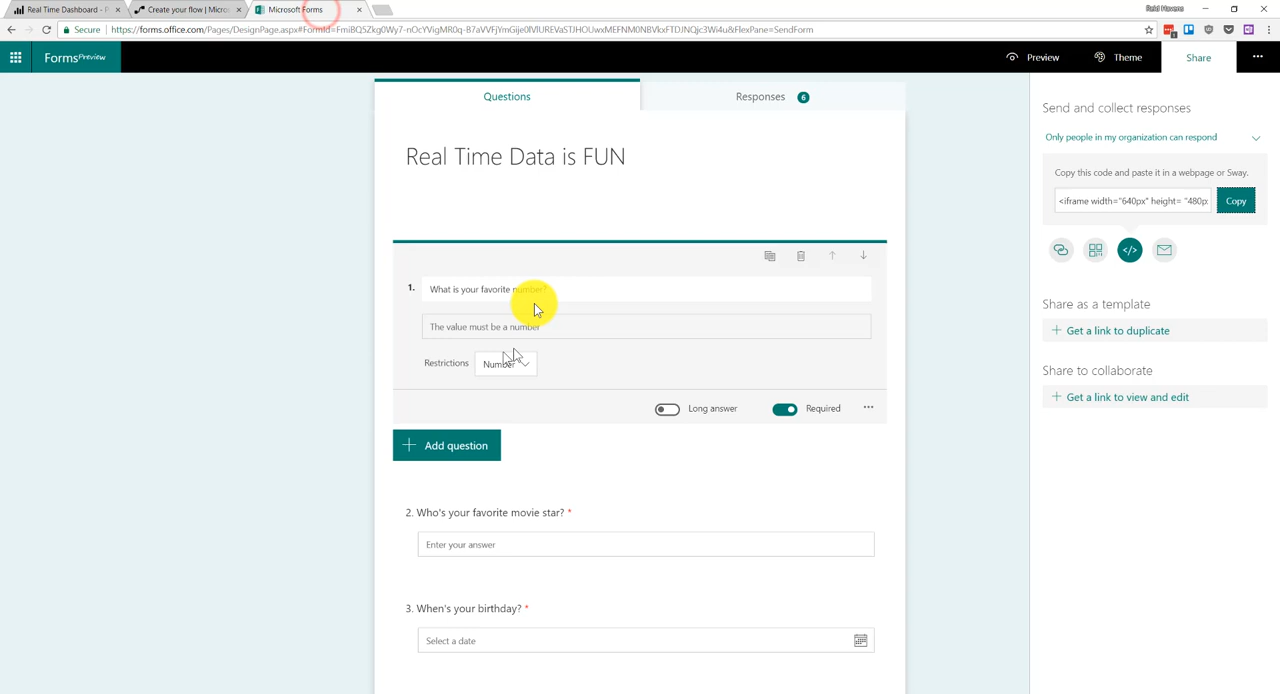 Real Time Dashboard - P
Create your flow | Micros
Microsoft Forms
Reid Havens
Secure
https://forms.office.com/Pages/DesignPage.aspx#FormId=FmiBQ5Zkg0Wy7-nOcYVigMR0q-B7aVVFjYmGije0lVlUREVaSTJHOUwxMEFNM0NBVkxFTDJNQjc3Wi4u&FlexPane=SendForm
Forms Preview
Preview
Theme
Share
Questions
Responses 6
Real Time Data is FUN
1. What is your favorite number?
The value must be a number
Restrictions Number
Long answer
Required
Add question
2. Who's your favorite movie star? *
Enter your answer
3. When's your birthday? *
Select a date
Send and collect responses
Only people in my organization can respond
Copy this code and paste it in a webpage or Sway.
<iframe width="640px" height= "480px
Copy
Share as a template
Get a link to duplicate
Share to collaborate
Get a link to view and edit